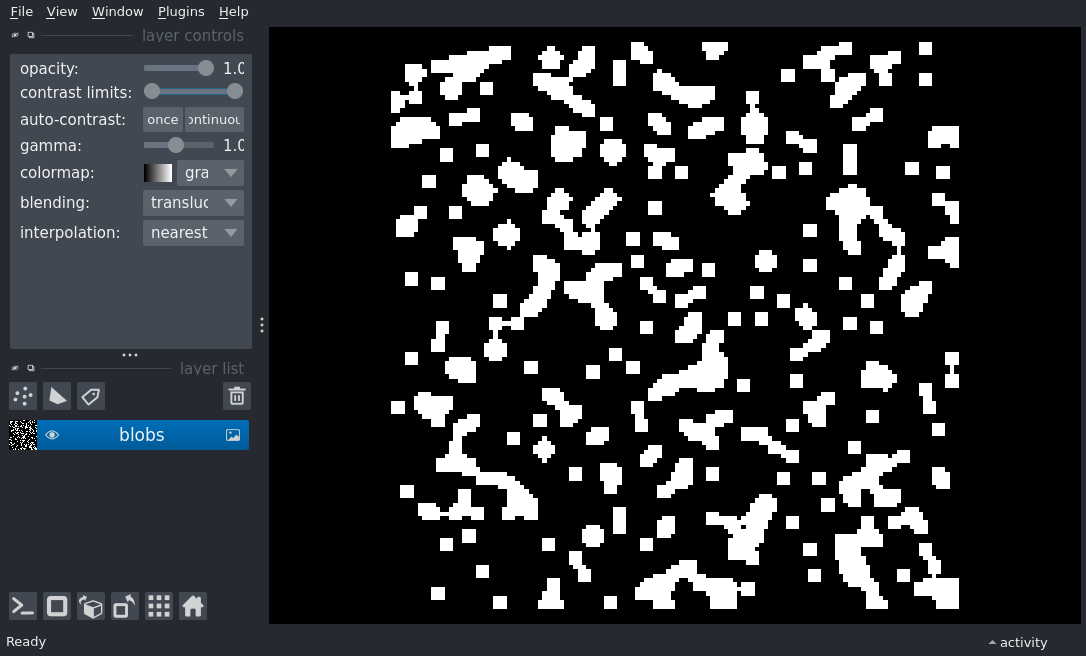 File View Window Plugins Help
layer controls
opacity: 1.0
contrast limits:
auto-contrast: once ontinuou
gamma: 1.0
colormap: gra
blending: transluc
interpolation: nearest
layer list
blobs
Ready
activity